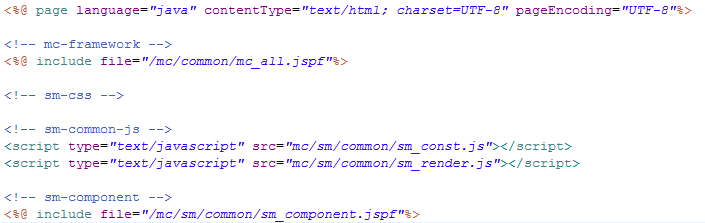 <%@ page language="java" contentType="text/html; charset=UTF-8" pageEncoding="UTF-8"%>
<!-- mc-framework -->
<%@ include file="/mc/common/mc_all.jspf"%>
<!-- sm-css -->
<!-- sm-common-js -->
<script type="text/javascript" src="mc/sm/common/sm_const.js"></script>
<script type="text/javascript" src="mc/sm/common/sm_render.js"></script>
<!-- sm-component -->
<%@ include file="/mc/sm/common/sm_component.jspf"%>